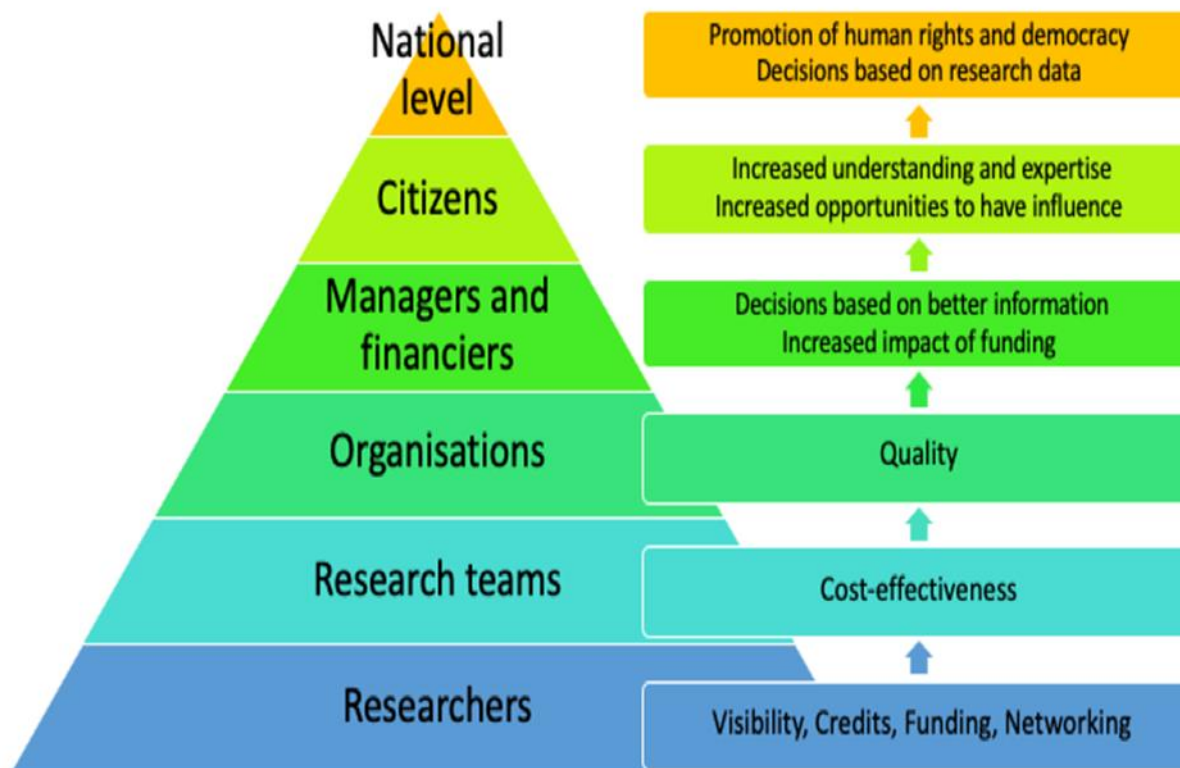 National
level
Promotion of human rights and democracy
Decisions based on research data
Citizens
Increased understanding and expertise
Increased opportunities to have influence
Managers and
financiers
Decisions based on better information
Increased impact of funding
Organisations
Quality
Research teams
Cost-effectiveness
Researchers
Visibility, Credits, Funding, Networking